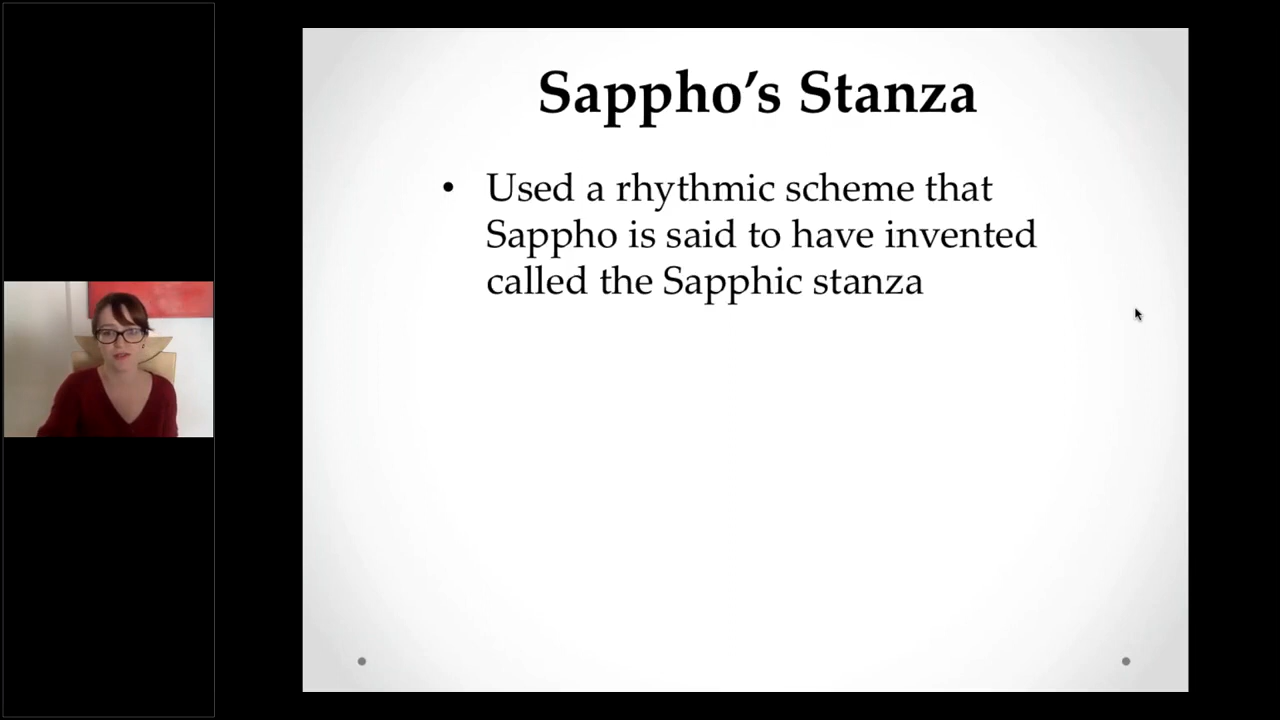 Sappho’s Stanza
• Used a rhythmic scheme that
Sappho is said to have invented
called the Sapphic stanza